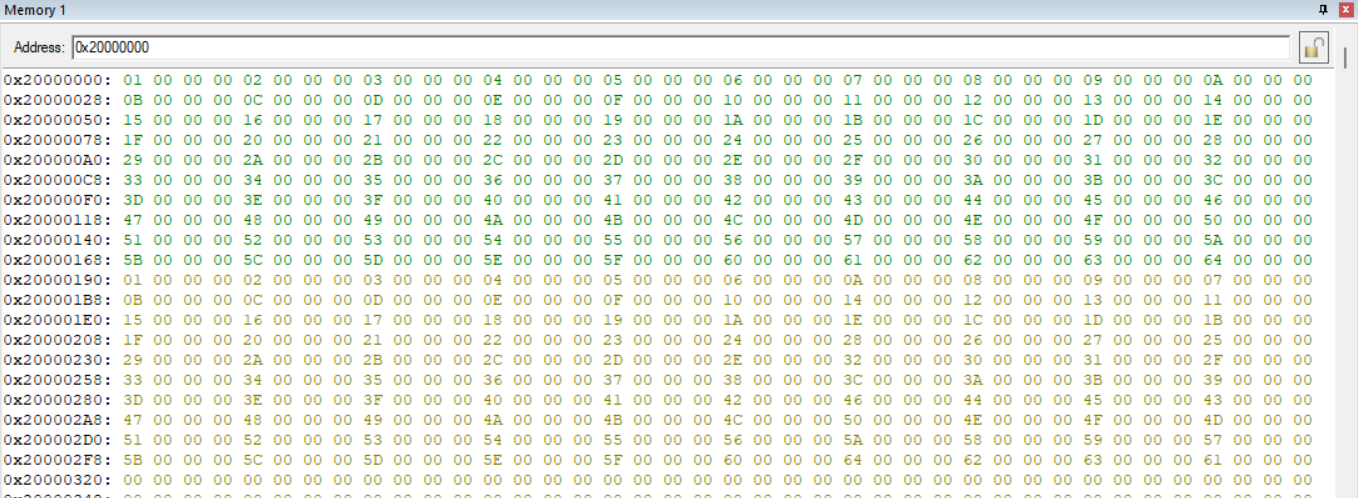 Memory 1
Address: 0x20000000
0x20000000: 01 00 00 00 02 00 00 00 03 00 00 00 04 00 00 00 05 00 00 00 06 00 00 00 07 00 00 00 08 00 00 00 09 00 00 00 0A 00 00 00
0x20000028: 0B 00 00 00 0C 00 00 00 0D 00 00 00 0E 00 00 00 0F 00 00 00 10 00 00 00 11 00 00 00 12 00 00 00 13 00 00 00 14 00 00 00
0x20000050: 15 00 00 00 16 00 00 00 17 00 00 00 18 00 00 00 19 00 00 00 1A 00 00 00 1B 00 00 00 1C 00 00 00 1D 00 00 00 1E 00 00 00
0x20000078: 1F 00 00 00 20 00 00 00 21 00 00 00 22 00 00 00 23 00 00 00 24 00 00 00 25 00 00 00 26 00 00 00 27 00 00 00 28 00 00 00
0x200000A0: 29 00 00 00 2A 00 00 00 2B 00 00 00 2C 00 00 00 2D 00 00 00 2E 00 00 00 2F 00 00 00 30 00 00 00 31 00 00 00 32 00 00 00
0x200000C8: 33 00 00 00 34 00 00 00 35 00 00 00 36 00 00 00 37 00 00 00 38 00 00 00 39 00 00 00 3A 00 00 00 3B 00 00 00 3C 00 00 00
0x200000F0: 3D 00 00 00 3E 00 00 00 3F 00 00 00 40 00 00 00 41 00 00 00 42 00 00 00 43 00 00 00 44 00 00 00 45 00 00 00 46 00 00 00
0x20000118: 47 00 00 00 48 00 00 00 49 00 00 00 4A 00 00 00 4B 00 00 00 4C 00 00 00 4D 00 00 00 4E 00 00 00 4F 00 00 00 50 00 00 00
0x20000140: 51 00 00 00 52 00 00 00 53 00 00 00 54 00 00 00 55 00 00 00 56 00 00 00 57 00 00 00 58 00 00 00 59 00 00 00 5A 00 00 00
0x20000168: 5B 00 00 00 5C 00 00 00 5D 00 00 00 5E 00 00 00 5F 00 00 00 60 00 00 00 61 00 00 00 62 00 00 00 63 00 00 00 64 00 00 00
0x20000190: 01 00 00 00 02 00 00 00 03 00 00 00 04 00 00 00 05 00 00 00 06 00 00 00 0A 00 00 00 08 00 00 00 09 00 00 00 07 00 00 00
0x200001B8: 0B 00 00 00 0C 00 00 00 0D 00 00 00 0E 00 00 00 0F 00 00 00 10 00 00 00 14 00 00 00 12 00 00 00 13 00 00 00 11 00 00 00
0x200001E0: 15 00 00 00 16 00 00 00 17 00 00 00 18 00 00 00 19 00 00 00 1A 00 00 00 1E 00 00 00 1C 00 00 00 1D 00 00 00 1B 00 00 00
0x20000208: 1F 00 00 00 20 00 00 00 21 00 00 00 22 00 00 00 23 00 00 00 24 00 00 00 28 00 00 00 26 00 00 00 27 00 00 00 25 00 00 00
0x20000230: 29 00 00 00 2A 00 00 00 2B 00 00 00 2C 00 00 00 2D 00 00 00 2E 00 00 00 32 00 00 00 30 00 00 00 31 00 00 00 2F 00 00 00
0x20000258: 33 00 00 00 34 00 00 00 35 00 00 00 36 00 00 00 37 00 00 00 38 00 00 00 3C 00 00 00 3A 00 00 00 3B 00 00 00 39 00 00 00
0x20000280: 3D 00 00 00 3E 00 00 00 3F 00 00 00 40 00 00 00 41 00 00 00 42 00 00 00 46 00 00 00 44 00 00 00 45 00 00 00 43 00 00 00
0x200002A8: 47 00 00 00 48 00 00 00 49 00 00 00 4A 00 00 00 4B 00 00 00 4C 00 00 00 50 00 00 00 4E 00 00 00 4F 00 00 00 4D 00 00 00
0x200002D0: 51 00 00 00 52 00 00 00 53 00 00 00 54 00 00 00 55 00 00 00 56 00 00 00 5A 00 00 00 58 00 00 00 59 00 00 00 57 00 00 00
0x200002F8: 5B 00 00 00 5C 00 00 00 5D 00 00 00 5E 00 00 00 5F 00 00 00 60 00 00 00 64 00 00 00 62 00 00 00 63 00 00 00 61 00 00 00
0x20000320: 00 00 00 00 00 00 00 00 00 00 00 00 00 00 00 00 00 00 00 00 00 00 00 00 00 00 00 00 00 00 00 00 00 00 00 00 00 00 00 00